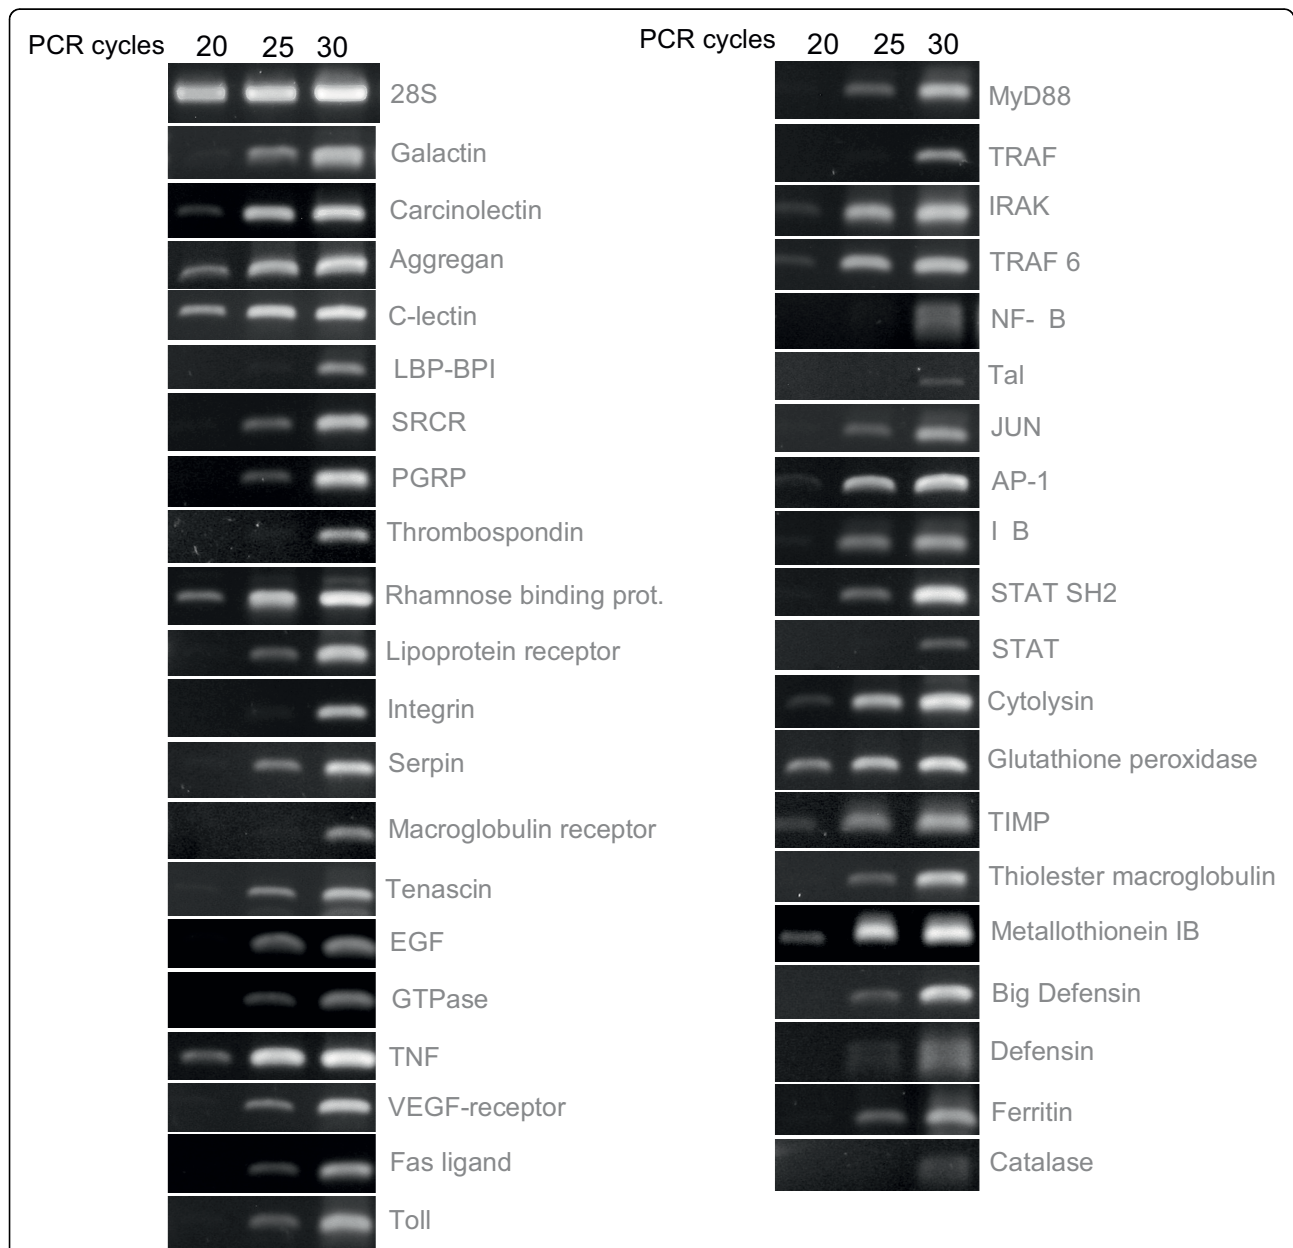 PCR cycles 20 25 30
28S
Galactin
Carcinolectin
Aggregan
C-lectin
LBP-BPI
SRCR
PGRP
Thrombospondin
Rhamnose binding prot.
Lipoprotein receptor
Integrin
Serpin
Macroglobulin receptor
Tenascin
EGF
GTPase
TNF
VEGF-receptor
Fas ligand
Toll
PCR cycles 20 25 30
MyD88
TRAF
IRAK
TRAF 6
NF- B
Tal
JUN
AP-1
I B
STAT SH2
STAT
Cytolysin
Glutathione peroxidase
TIMP
Thiolester macroglobulin
Metallothionein IB
Big Defensin
Defensin
Ferritin
Catalase